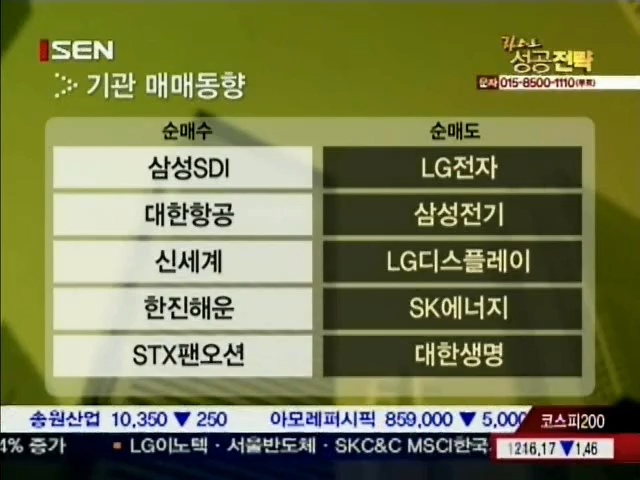 SEN
성공전략
기관 매매동향
문자 015-8500-1110(무료)
순매수 순매도
삼성SDI LG전자
대한항공 삼성전기
신세계 LG디스플레이
한진해운 SK에너지
STX팬오션 대한생명
송원산업 10,350 ▼ 250 아모레퍼시픽 859,000 ▼ 5,000 코스피200
4% 증가 ▪ LG이노텍 · 서울반도체 · SKC&C MSCI한국 1246,17 ▼1,46